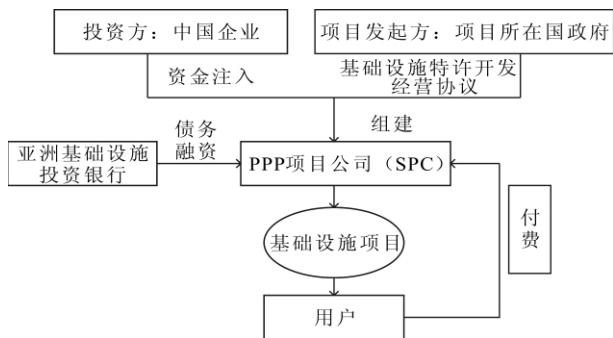 投资方：中国企业
项目发起方：项目所在国政府
资金注入
基础设施特许开发
经营协议
组建
债务
融资
亚洲基础设施
投资银行
PPP项目公司（SPC）
付费
基础设施项目
用户